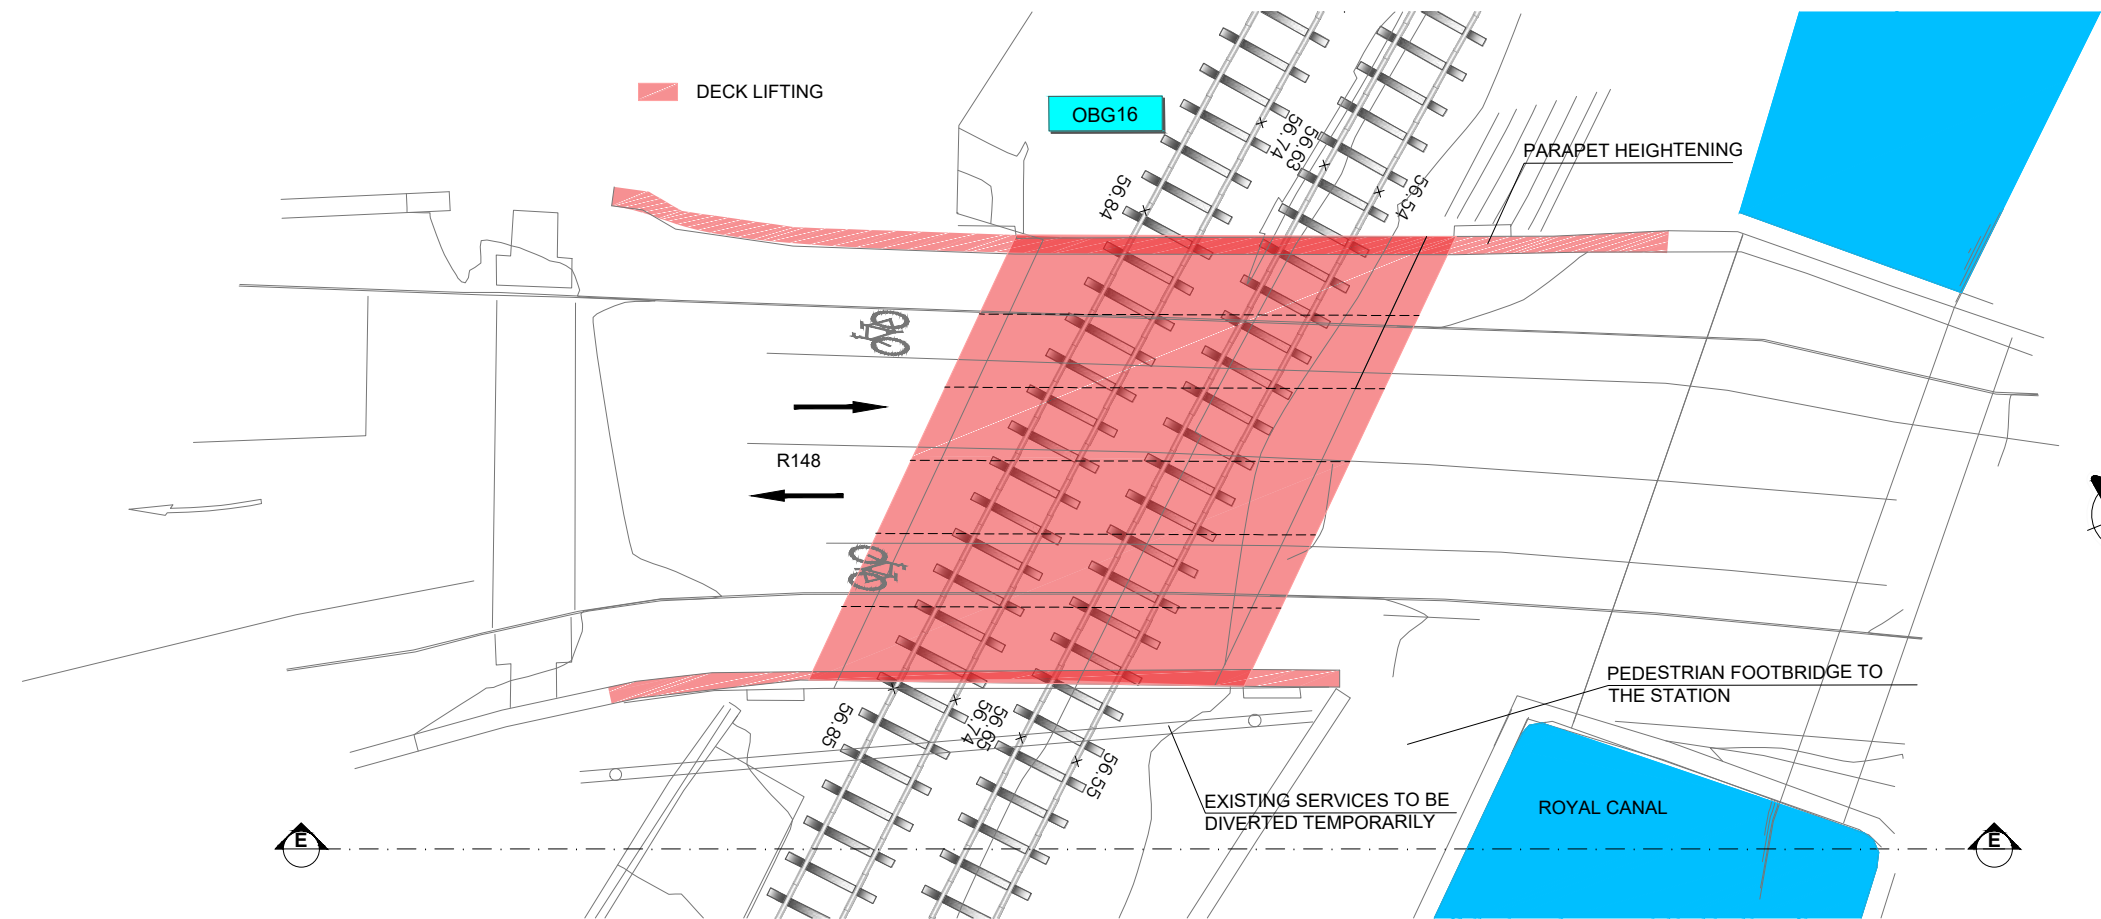 DECK LIFTING
OBG16
PARAPET HEIGHTENING
56.74
56.63
56.84
56.54
R148
PEDESTRIAN FOOTBRIDGE TO
THE STATION
56.85
56.74
56.65
56.55
EXISTING SERVICES TO BE
DIVERTED TEMPORARILY
ROYAL CANAL
E
E